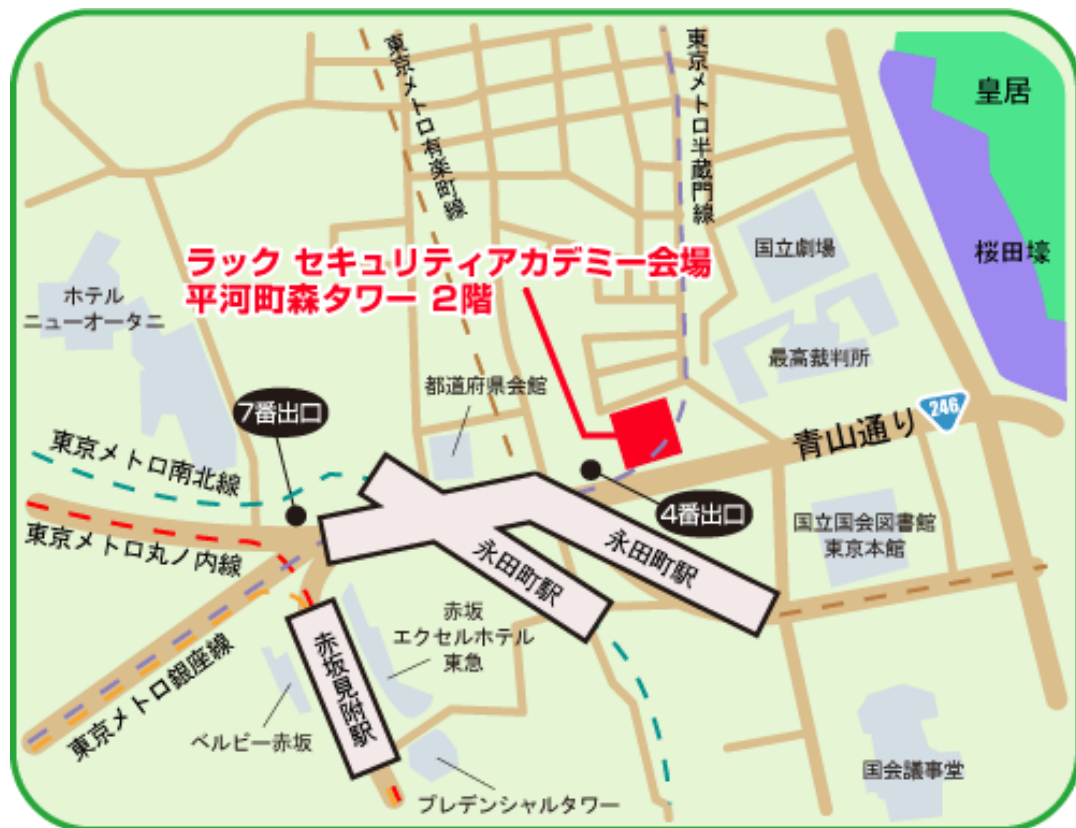 東京メトロ有楽町線
東京メトロ半蔵門線
皇居
桜田壕
国立劇場
ラック セキュリティアカデミー会場
平河町森タワー 2階
ホテル
ニューオータニ
最高裁判所
都道府県会館
7番出口
246
青山通り
東京メトロ南北線
4番出口
国立国会図書館
東京本館
東京メトロ丸ノ内線
永田町駅
永田町駅
赤坂
エクセルホテル
東急
赤坂見附駅
東京メトロ銀座線
ベルビー赤坂
国会議事堂
プレデンシャルタワー